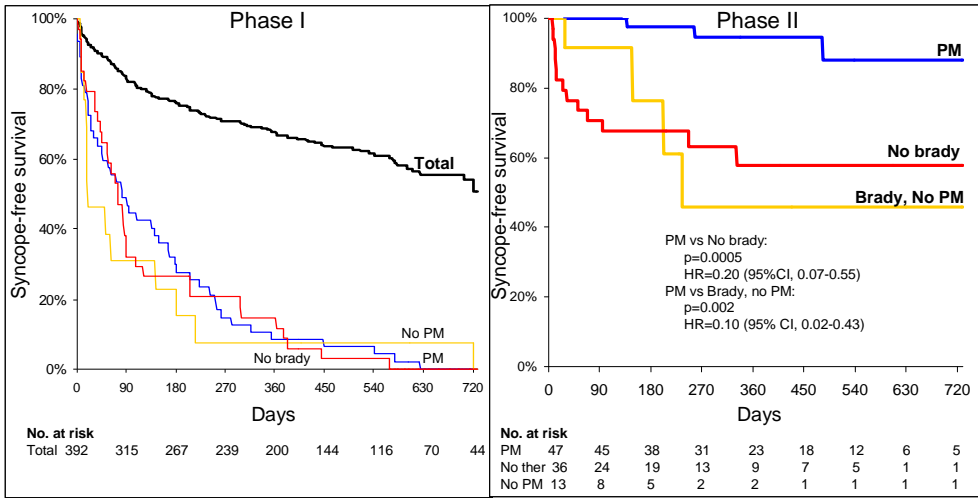 Phase I
Syncope-free survival
100%
80%
60%
40%
20%
0%
Total
No PM
No brady
PM
0 90 180 270 360 450 540 630 720
Days
No. at risk
Total 392 315 267 239 200 144 116 70 44
Phase II
Syncope-free survival
100%
80%
60%
40%
20%
0%
PM
No brady
Brady, No PM
PM vs No brady:
p=0.0005
HR=0.20 (95%CI, 0.07-0.55)
PM vs Brady, no PM:
p=0.002
HR=0.10 (95% CI, 0.02-0.43)
0 90 180 270 360 450 540 630 720
Days
No. at risk
PM 47 45 38 31 23 18 12 6 5
No ther 36 24 19 13 9 7 5 1 1
No PM 13 8 5 2 2 1 1 1 1